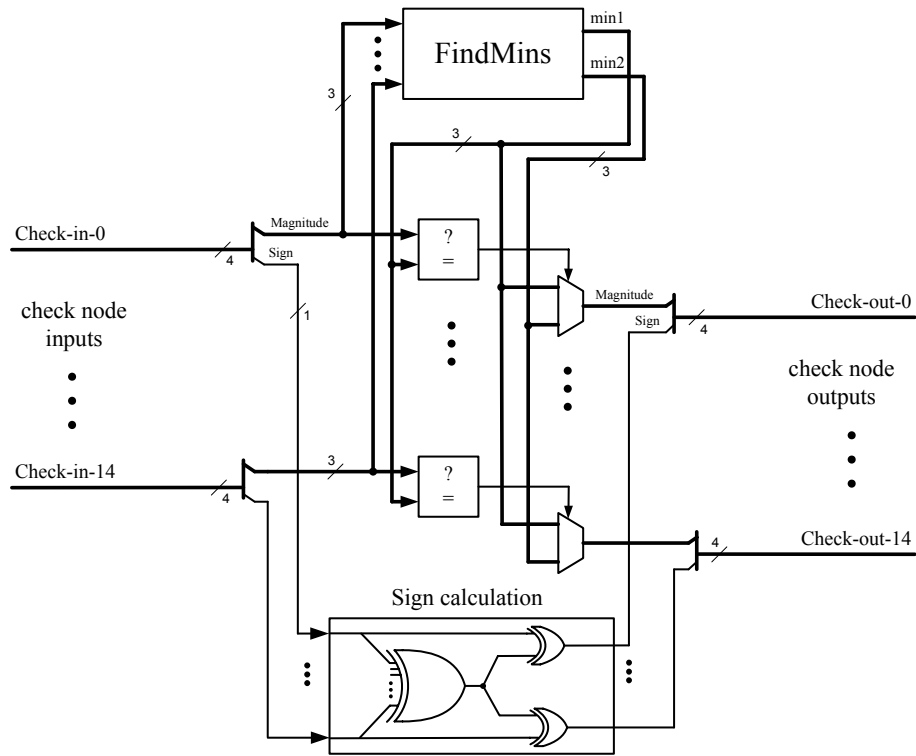 min1
FindMins
min2
3
3
3
Check-in-0
Magnitude
?
=
4
Sign
Magnitude
Check-out-0
check node
inputs
1
Sign
4
check node
outputs
Check-in-14
3
?
=
4
4
Check-out-14
Sign calculation